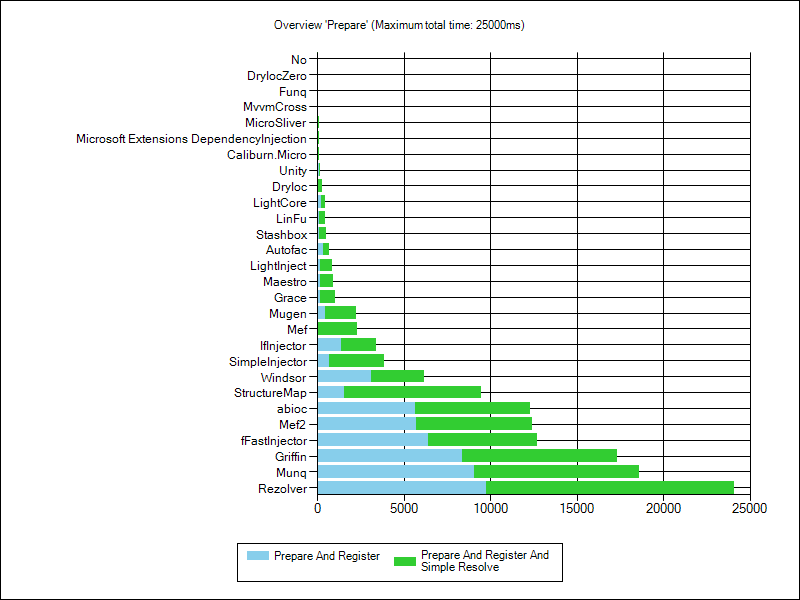 Overview 'Prepare' (Maximum total time: 25000ms)
No
DryIocZero
Funq
MvvmCross
MicroSliver
Microsoft Extensions DependencyInjection
Caliburn.Micro
Unity
DryIoc
LightCore
LinFu
Stashbox
Autofac
LightInject
Maestro
Grace
Mugen
Mef
IfInjector
SimpleInjector
Windsor
StructureMap
abioc
Mef2
fFastInjector
Griffin
Munq
Rezolver
0 5000 10000 15000 20000 25000
Prepare And Register
Prepare And Register And
Simple Resolve